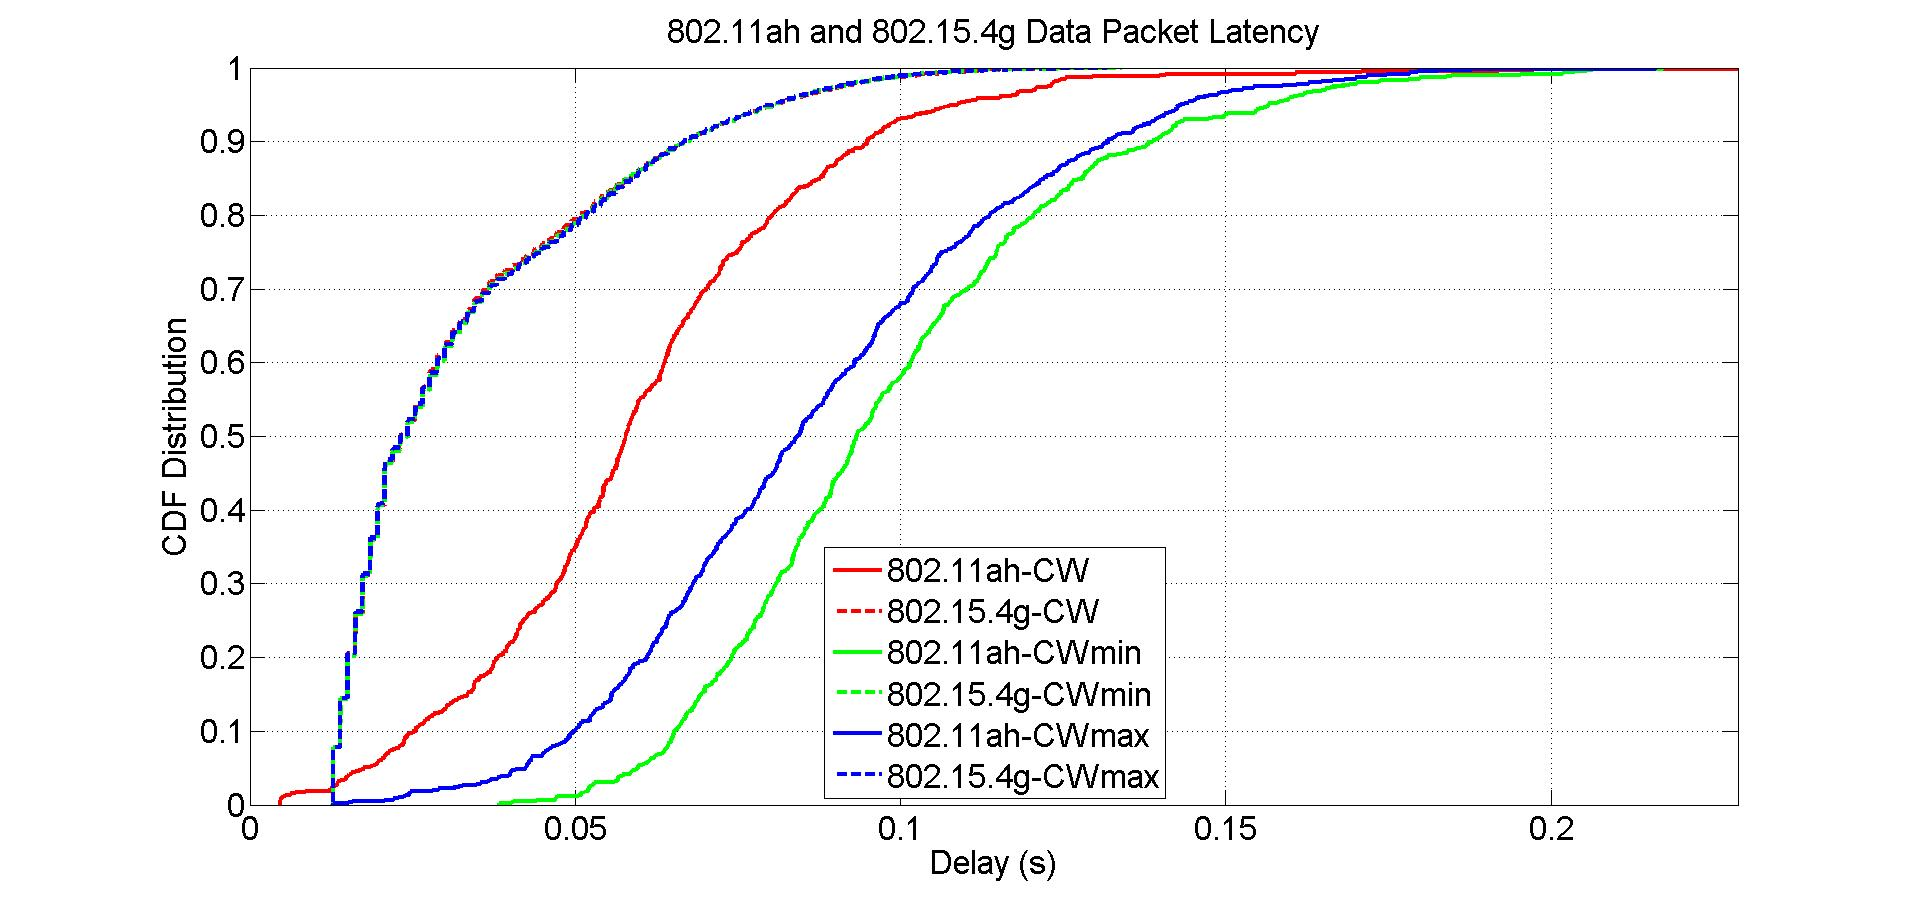 802.11ah and 802.15.4g Data Packet Latency
1
0.9
0.8
0.7
0.6
0.5
0.4
0.3
0.2
0.1
0
CDF Distribution
802.11ah-CW
802.15.4g-CW
802.11ah-CWmin
802.15.4g-CWmin
802.11ah-CWmax
802.15.4g-CWmax
0 0.05 0.1 0.15 0.2
Delay (s)